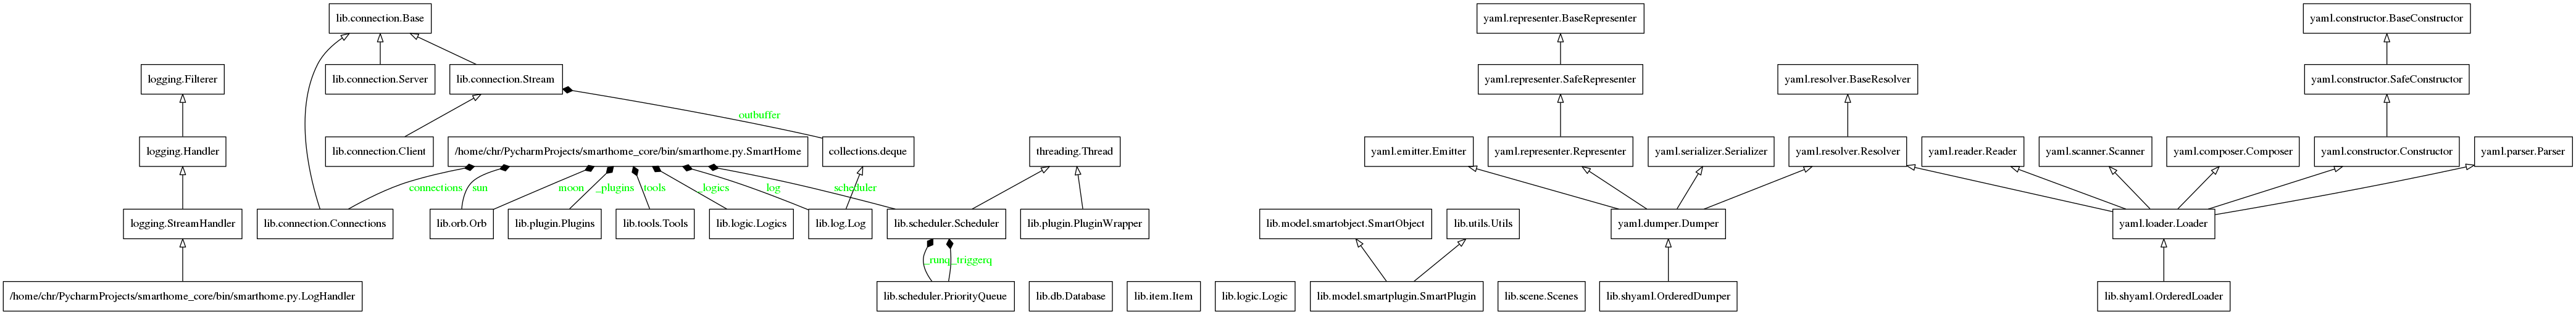 lib.connection.Base
yaml.representer.BaseRepresenter
yaml.constructor.BaseConstructor
logging.Filterer
lib.connection.Server
lib.connection.Stream
yaml.representer.SafeRepresenter
yaml.resolver.BaseResolver
yaml.constructor.SafeConstructor
outbuffer
logging.Handler
lib.connection.Client
/home/chr/PycharmProjects/smarthome_core/bin/smarthome.py.SmartHome
collections.deque
threading.Thread
yaml.emitter.Emitter
yaml.representer.Representer
yaml.serializer.Serializer
yaml.resolver.Resolver
yaml.reader.Reader
yaml.scanner.Scanner
yaml.composer.Composer
yaml.constructor.Constructor
yaml.parser.Parser
connections
sun
moon
_plugins
tools
_logics
log
scheduler
logging.StreamHandler
lib.connection.Connections
lib.orb.Orb
lib.plugin.Plugins
lib.tools.Tools
lib.logic.Logics
lib.log.Log
lib.scheduler.Scheduler
lib.plugin.PluginWrapper
lib.model.smartobject.SmartObject
lib.utils.Utils
yaml.dumper.Dumper
yaml.loader.Loader
_runq
_triggerq
/home/chr/PycharmProjects/smarthome_core/bin/smarthome.py.LogHandler
lib.scheduler.PriorityQueue
lib.db.Database
lib.item.Item
lib.logic.Logic
lib.model.smartplugin.SmartPlugin
lib.scene.Scenes
lib.shyaml.OrderedDumper
lib.shyaml.OrderedLoader